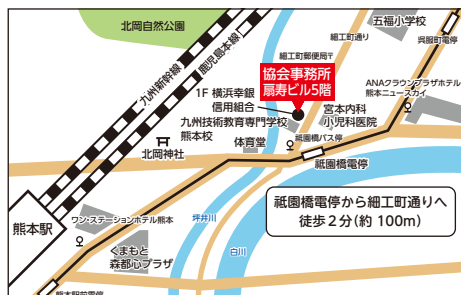 北岡自然公園
五福小学校
細工町通り
呉服町電停
九州新幹線
鹿児島本線
細工町郵便局〒
協会事務所
扇寿ビル5階
ANAクラウンプラザホテル
熊本ニュースカイ
1F 横浜幸銀
信用組合
宮本内科
小児科医院
九州技術教育専門学校
熊本校
祇園橋バス停
体育堂
北岡神社
祇園橋電停
祇園橋電停から細工町通りへ
徒歩2分(約100m)
熊本駅
ワン・ステーションホテル熊本
坪井川
白川
くまもと
森都心プラザ
熊本駅前電停